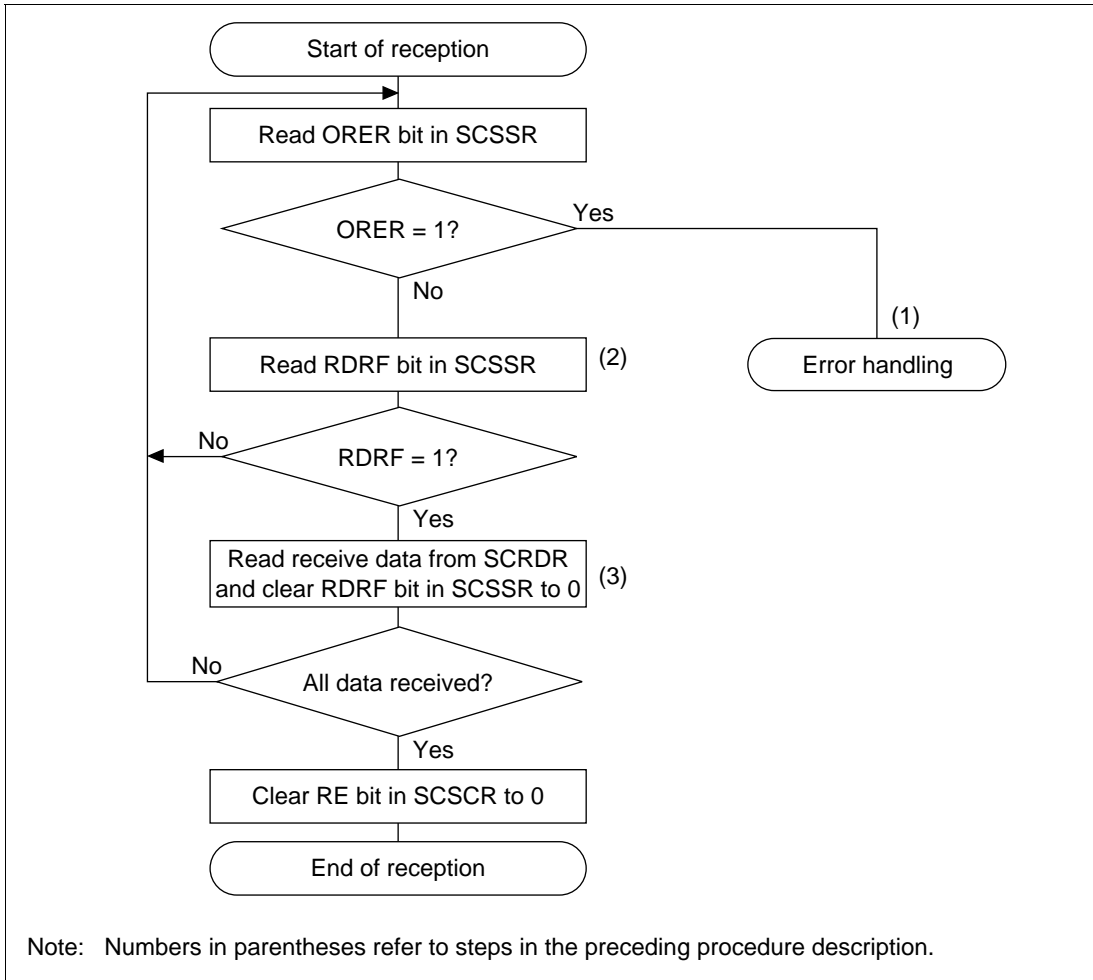 Start of reception
Read ORER bit in SCSSR
ORER = 1?
Yes
No
(1)
Error handling
Read RDRF bit in SCSSR
(2)
No
RDRF = 1?
Yes
Read receive data from SCRDR
and clear RDRF bit in SCSSR to 0
(3)
No
All data received?
Yes
Clear RE bit in SCSCR to 0
End of reception
Note: Numbers in parentheses refer to steps in the preceding procedure description.